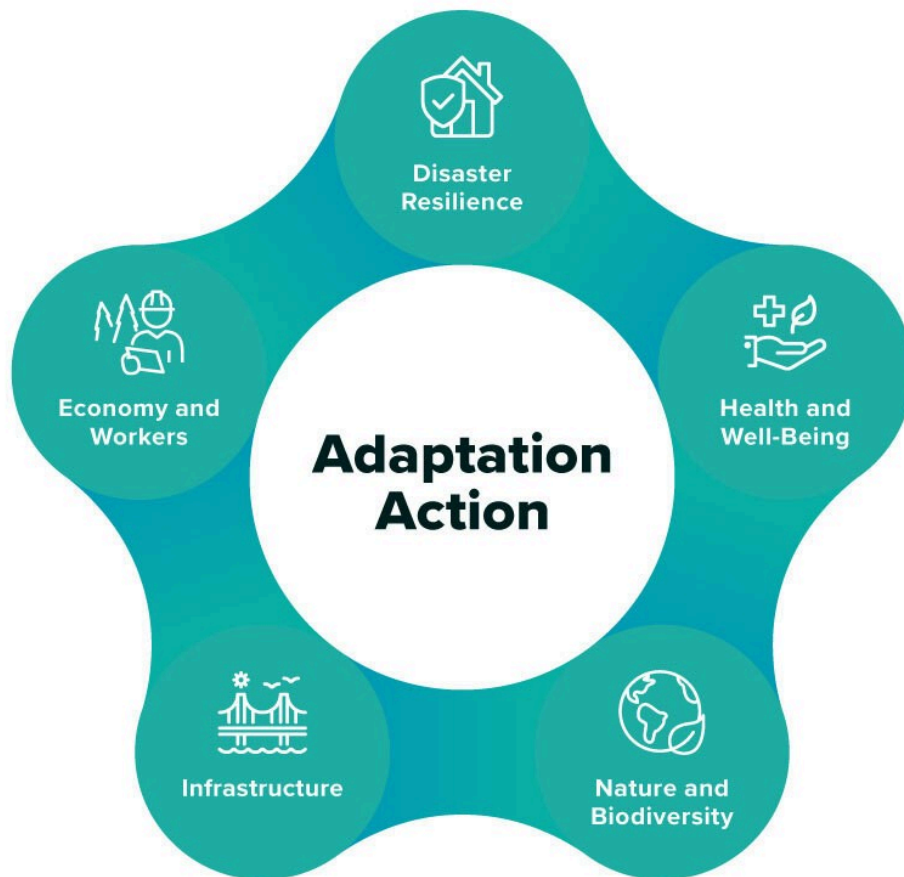 Disaster
Resilience
Economy and
Workers
Health and
Well-Being
Adaptation
Action
Infrastructure
Nature and
Biodiversity